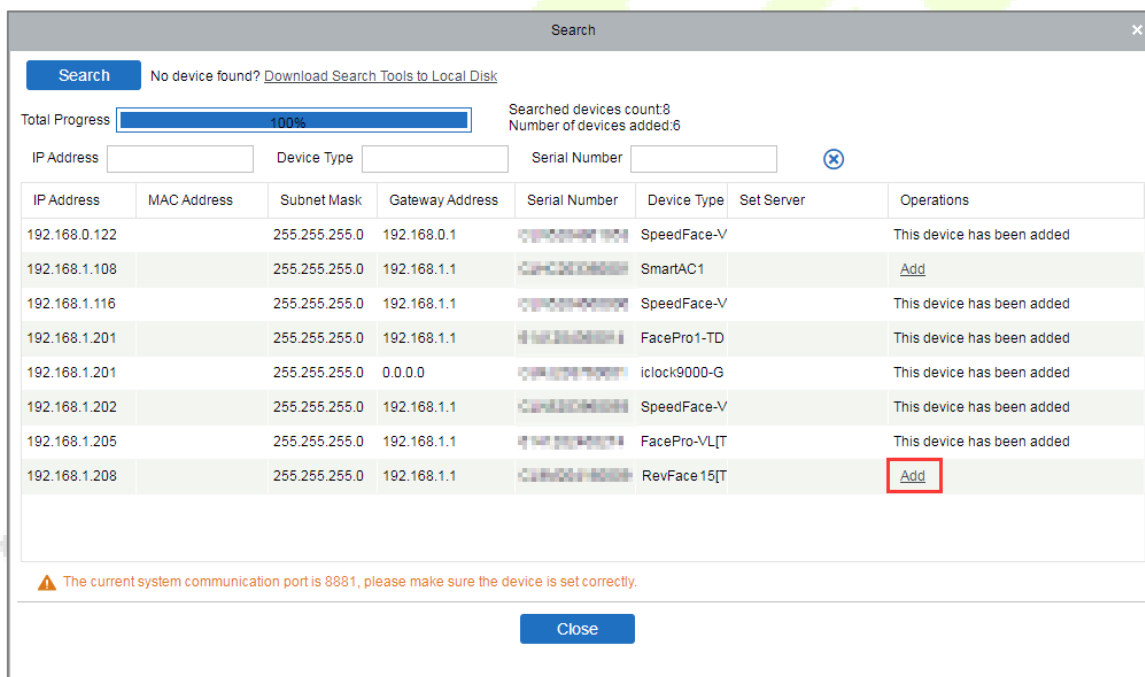 Search
Search No device found? Download Search Tools to Local Disk
Total Progress 100% Searched devices count:8
Number of devices added:6
IP Address Device Type Serial Number
IP Address MAC Address Subnet Mask Gateway Address Serial Number Device Type Set Server Operations
192.168.0.122 255.255.255.0 192.168.0.1 SpeedFace-V This device has been added
192.168.1.108 255.255.255.0 192.168.1.1 SmartAC1 Add
192.168.1.116 255.255.255.0 192.168.1.1 SpeedFace-V This device has been added
192.168.1.201 255.255.255.0 192.168.1.1 FacePro1-TD This device has been added
192.168.1.201 255.255.255.0 0.0.0.0 iclock9000-G This device has been added
192.168.1.202 255.255.255.0 192.168.1.1 SpeedFace-V This device has been added
192.168.1.205 255.255.255.0 192.168.1.1 FacePro-VL[T This device has been added
192.168.1.208 255.255.255.0 192.168.1.1 RevFace15[T Add
The current system communication port is 8881, please make sure the device is set correctly.
Close